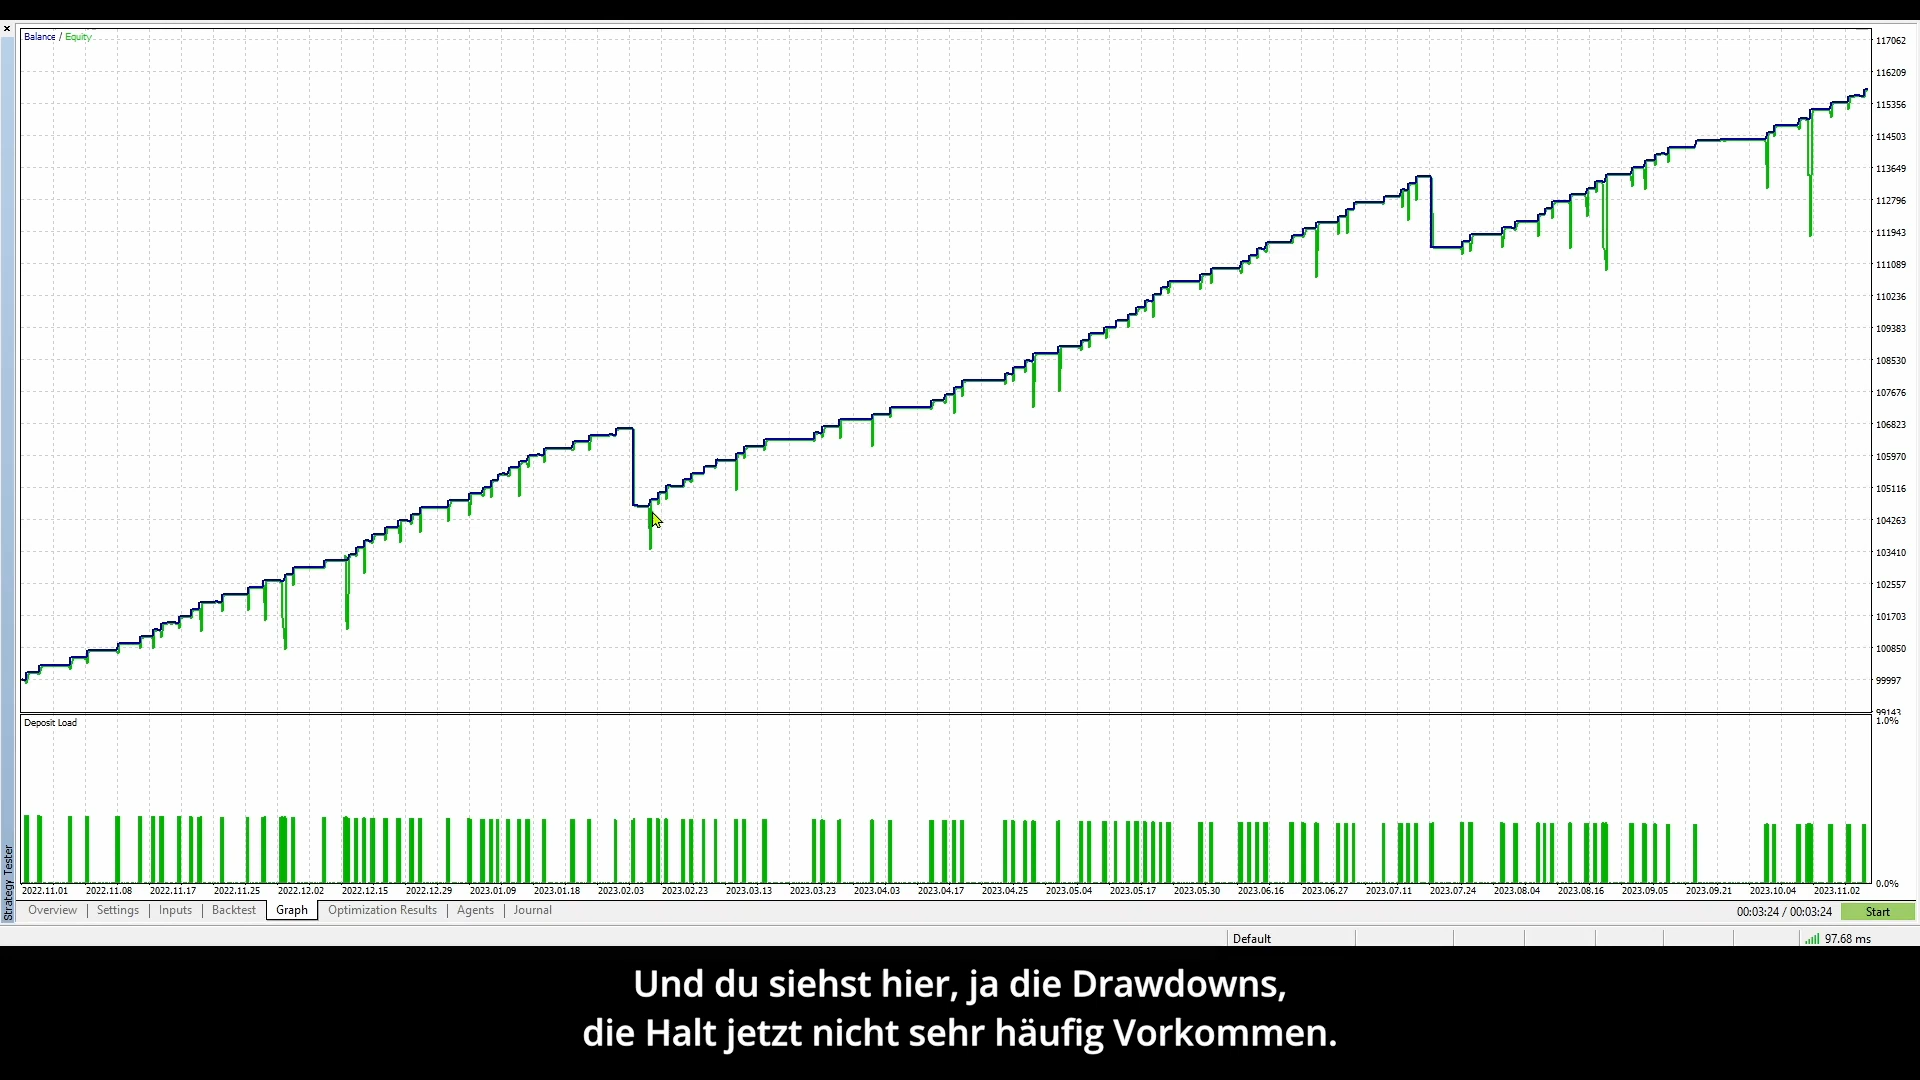 Balance / Equity
117062
116209
115356
114503
113649
112796
111943
111089
110236
109383
108530
107676
106823
105970
105116
104263
103410
102557
101703
100850
99997
99143
Deposit Load
1.0%
0.0%
2022.11.01 2022.11.08 2022.11.17 2022.11.25 2022.12.02 2022.12.15 2022.12.29 2023.01.09 2023.01.18 2023.02.03 2023.02.23 2023.03.13 2023.03.23 2023.04.03 2023.04.17 2023.04.25 2023.05.04 2023.05.17 2023.05.30 2023.06.16 2023.06.27 2023.07.11 2023.07.24 2023.08.04 2023.08.16 2023.09.05 2023.09.21 2023.10.04 2023.11.02
Strategy Tester
Overview | Settings | Inputs | Backtest | Graph | Optimization Results | Agents | Journal
00:03:24 / 00:03:24 Start
Default
97.68 ms
Und du siehst hier, ja die Drawdowns,
die Halt jetzt nicht sehr häufig Vorkommen.